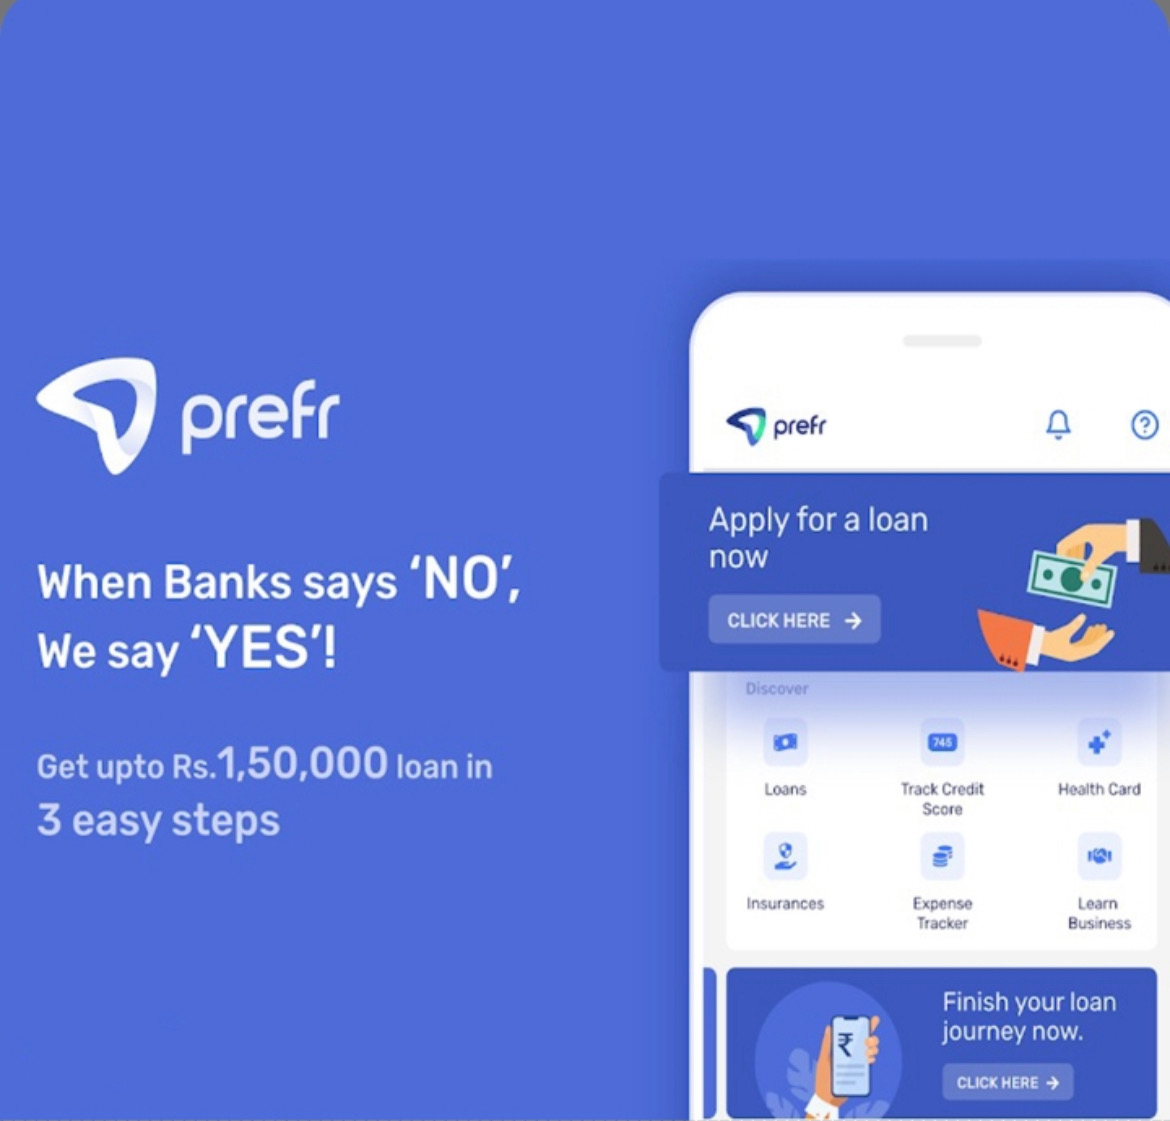 prefr
When Banks says ‘NO’,
We say ‘YES’!
Get upto Rs.1,50,000 loan in
3 easy steps
prefr
Apply for a loan
now
CLICK HERE →
Discover
745
Loans
Track Credit
Score
Health Card
Insurances
Expense
Tracker
Learn
Business
₹
Finish your loan
journey now.
CLICK HERE →